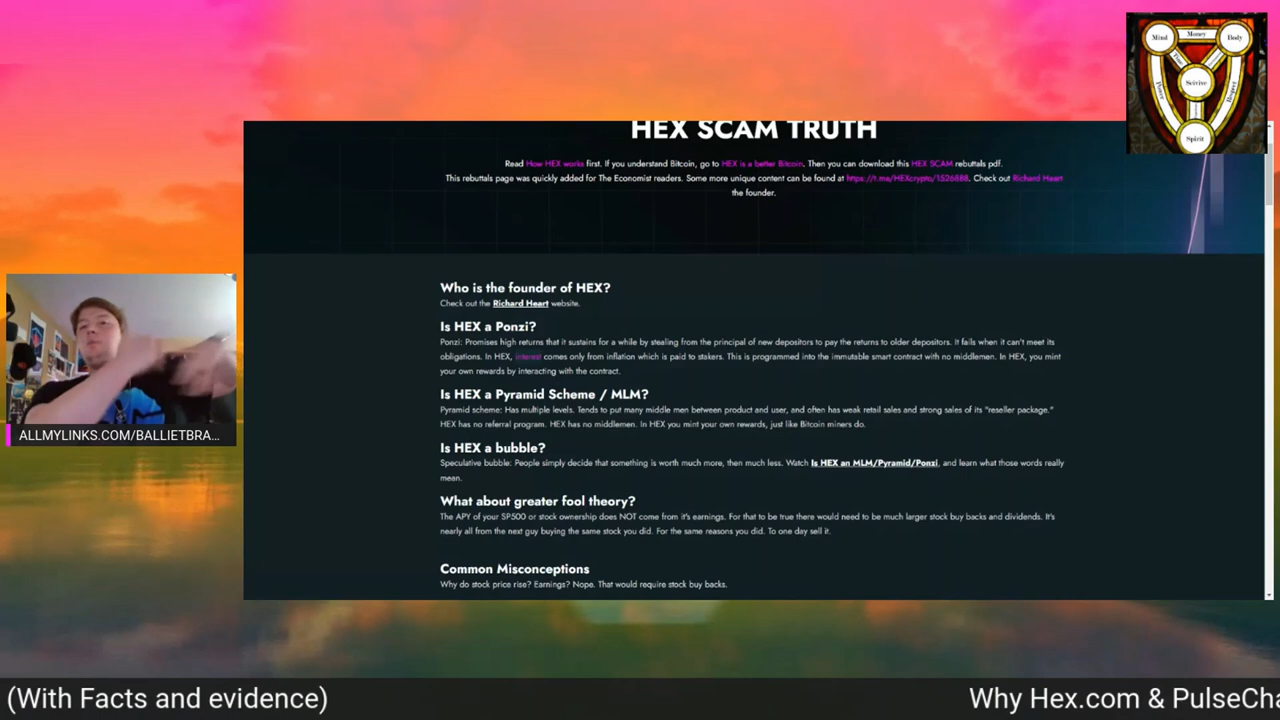 Mind
Money
Body
Power
Time
Scivive
Respect
Spirit
HEX SCAM TRUTH
Read How HEX works first. If you understand Bitcoin, go to HEX is a better Bitcoin. Then you can download this HEX SCAM rebuttals pdf.
This rebuttals page was quickly added for The Economist readers. Some more unique content can be found at https://t.me/HEXcrypto/1526888. Check out Richard Heart
the founder.
Who is the founder of HEX?
Check out the Richard Heart website.
Is HEX a Ponzi?
Ponzi: Promises high returns that it sustains for a while by stealing from the principal of new depositors to pay the returns to older depositors. It fails when it can't meet its
obligations. In HEX, interest comes only from inflation which is paid to stakers. This is programmed into the immutable smart contract with no middlemen. In HEX, you mint
your own rewards by interacting with the contract.
Is HEX a Pyramid Scheme / MLM?
Pyramid scheme: Has multiple levels. Tends to put many middle men between product and user, and often has weak retail sales and strong sales of its "reseller package."
HEX has no referral program. HEX has no middlemen. In HEX you mint your own rewards, just like Bitcoin miners do.
Is HEX a bubble?
Speculative bubble: People simply decide that something is worth much more, then much less. Watch Is HEX an MLM/Pyramid/Ponzi, and learn what those words really
mean.
What about greater fool theory?
The APY of your SP500 or stock ownership does NOT come from it's earnings. For that to be true there would need to be much larger stock buy backs and dividends. It's
nearly all from the next guy buying the same stock you did. For the same reasons you did. To one day sell it.
Common Misconceptions
Why do stock price rise? Earnings? Nope. That would require stock buy backs.
ALLMYLINKS.COM/BALLIETBRA...
(With Facts and evidence)
Why Hex.com & PulseCha